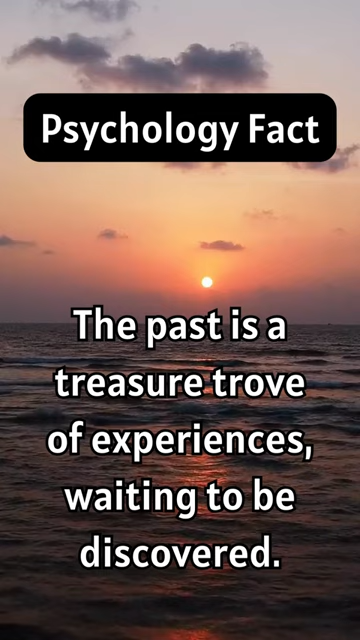 Psychology Fact
The past is a
treasure trove
of experiences,
waiting to be
discovered.